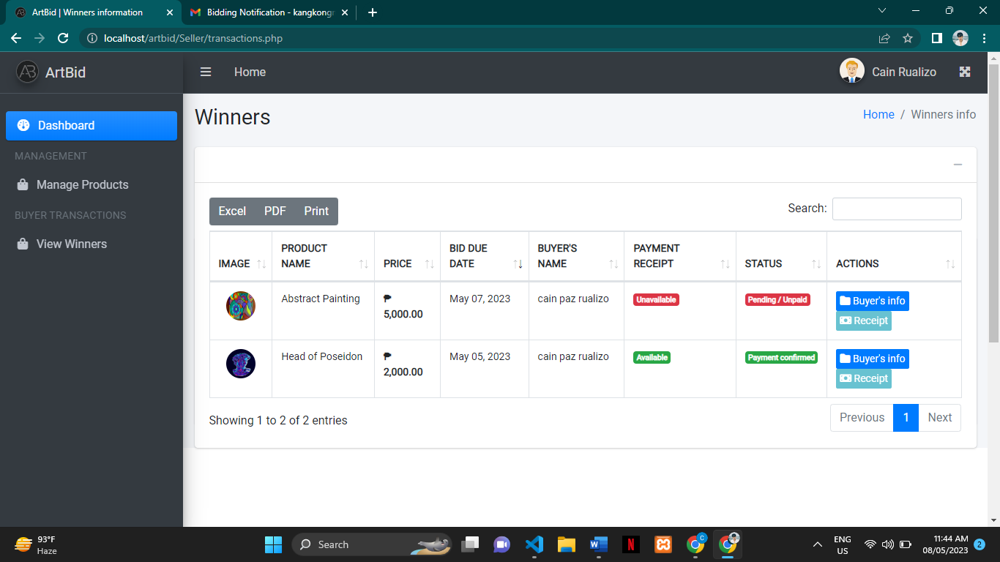 ArtBid | Winners information
Bidding Notification - kangkongr
localhost/artbid/Seller/transactions.php
AB ArtBid
Home
Cain Rualizo
Dashboard
MANAGEMENT
Manage Products
BUYER TRANSACTIONS
View Winners
Winners
Home / Winners info
Excel PDF Print
Search:
IMAGE
PRODUCT
NAME
PRICE
BID DUE
DATE
BUYER'S
NAME
PAYMENT
RECEIPT
STATUS
ACTIONS
Abstract Painting
₱
5,000.00
May 07, 2023
cain paz rualizo
Unavailable
Pending / Unpaid
Buyer's info
Receipt
Head of Poseidon
₱
2,000.00
May 05, 2023
cain paz rualizo
Available
Payment confirmed
Buyer's info
Receipt
Showing 1 to 2 of 2 entries
Previous 1 Next
93°F
Haze
Search
W
N
C
ENG
US
11:44 AM
08/05/2023
2